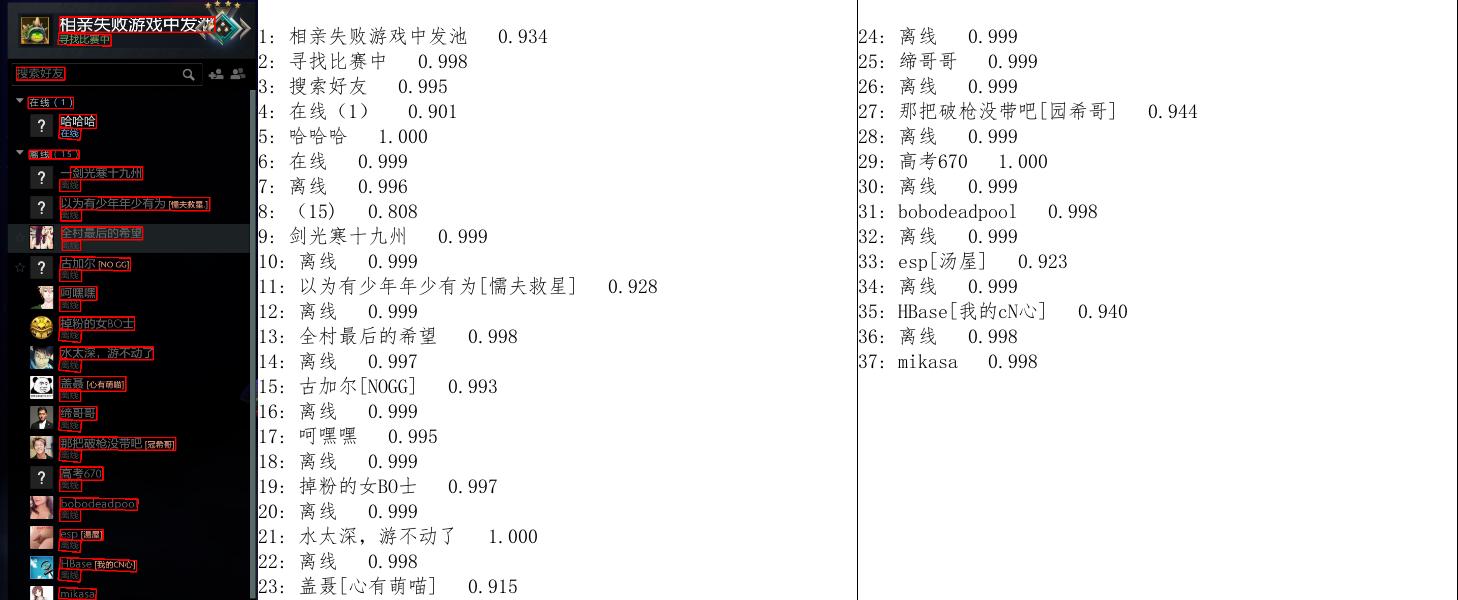 相亲失败游戏中发池
寻找比赛中
搜索好友
在线（1）
哈哈哈
在线
离线（15）
一剑光寒十九州
离线
以为有少年年少有为 [懦夫救星.]
离线
全村最后的希望
离线
古加尔 [NO GG]
离线
呵嘿嘿
离线
掉粉的女BO士
离线
水太深，游不动了
离线
盖聂 [心有萌喵]
离线
缔哥哥
离线
那把破枪没带吧 [冠希哥]
离线
高考670
离线
bobodeadpool
离线
esp [湯屋]
离线
HBase [我的CN心]
离线
mikasa
1: 相亲失败游戏中发池 0.934
2: 寻找比赛中 0.998
3: 搜索好友 0.995
4: 在线（1） 0.901
5: 哈哈哈 1.000
6: 在线 0.999
7: 离线 0.996
8: （15） 0.808
9: 剑光寒十九州 0.999
10: 离线 0.999
11: 以为有少年年少有为[懦夫救星] 0.928
12: 离线 0.999
13: 全村最后的希望 0.998
14: 离线 0.997
15: 古加尔[NOGG] 0.993
16: 离线 0.999
17: 呵嘿嘿 0.995
18: 离线 0.999
19: 掉粉的女BO士 0.997
20: 离线 0.999
21: 水太深，游不动了 1.000
22: 离线 0.998
23: 盖聂[心有萌喵] 0.915
24: 离线 0.999
25: 缔哥哥 0.999
26: 离线 0.999
27: 那把破枪没带吧[园希哥] 0.944
28: 离线 0.999
29: 高考670 1.000
30: 离线 0.999
31: bobodeadpool 0.998
32: 离线 0.999
33: esp[汤屋] 0.923
34: 离线 0.999
35: HBase[我的cN心] 0.940
36: 离线 0.998
37: mikasa 0.998